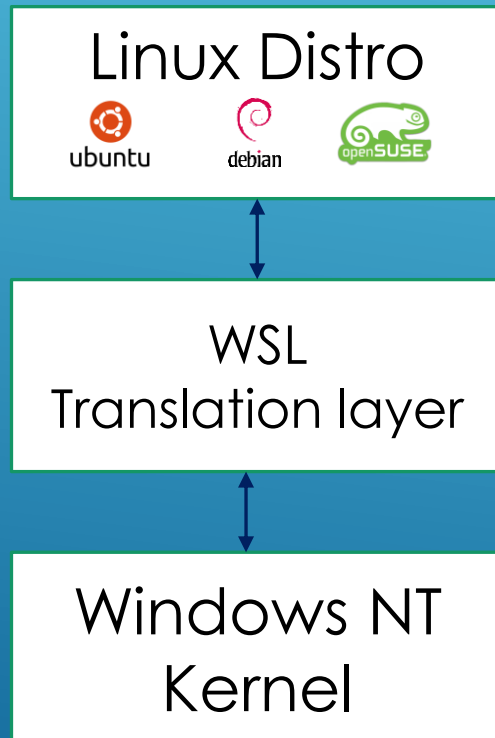 Linux Distro
ubuntu
debian
openSUSE
WSL
Translation layer
Windows NT
Kernel